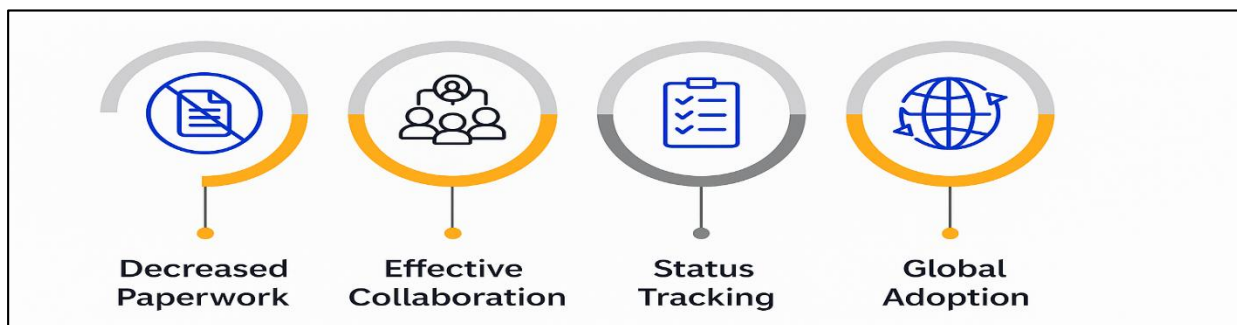 Decreased
Paperwork
Effective
Collaboration
Status
Tracking
Global
Adoption